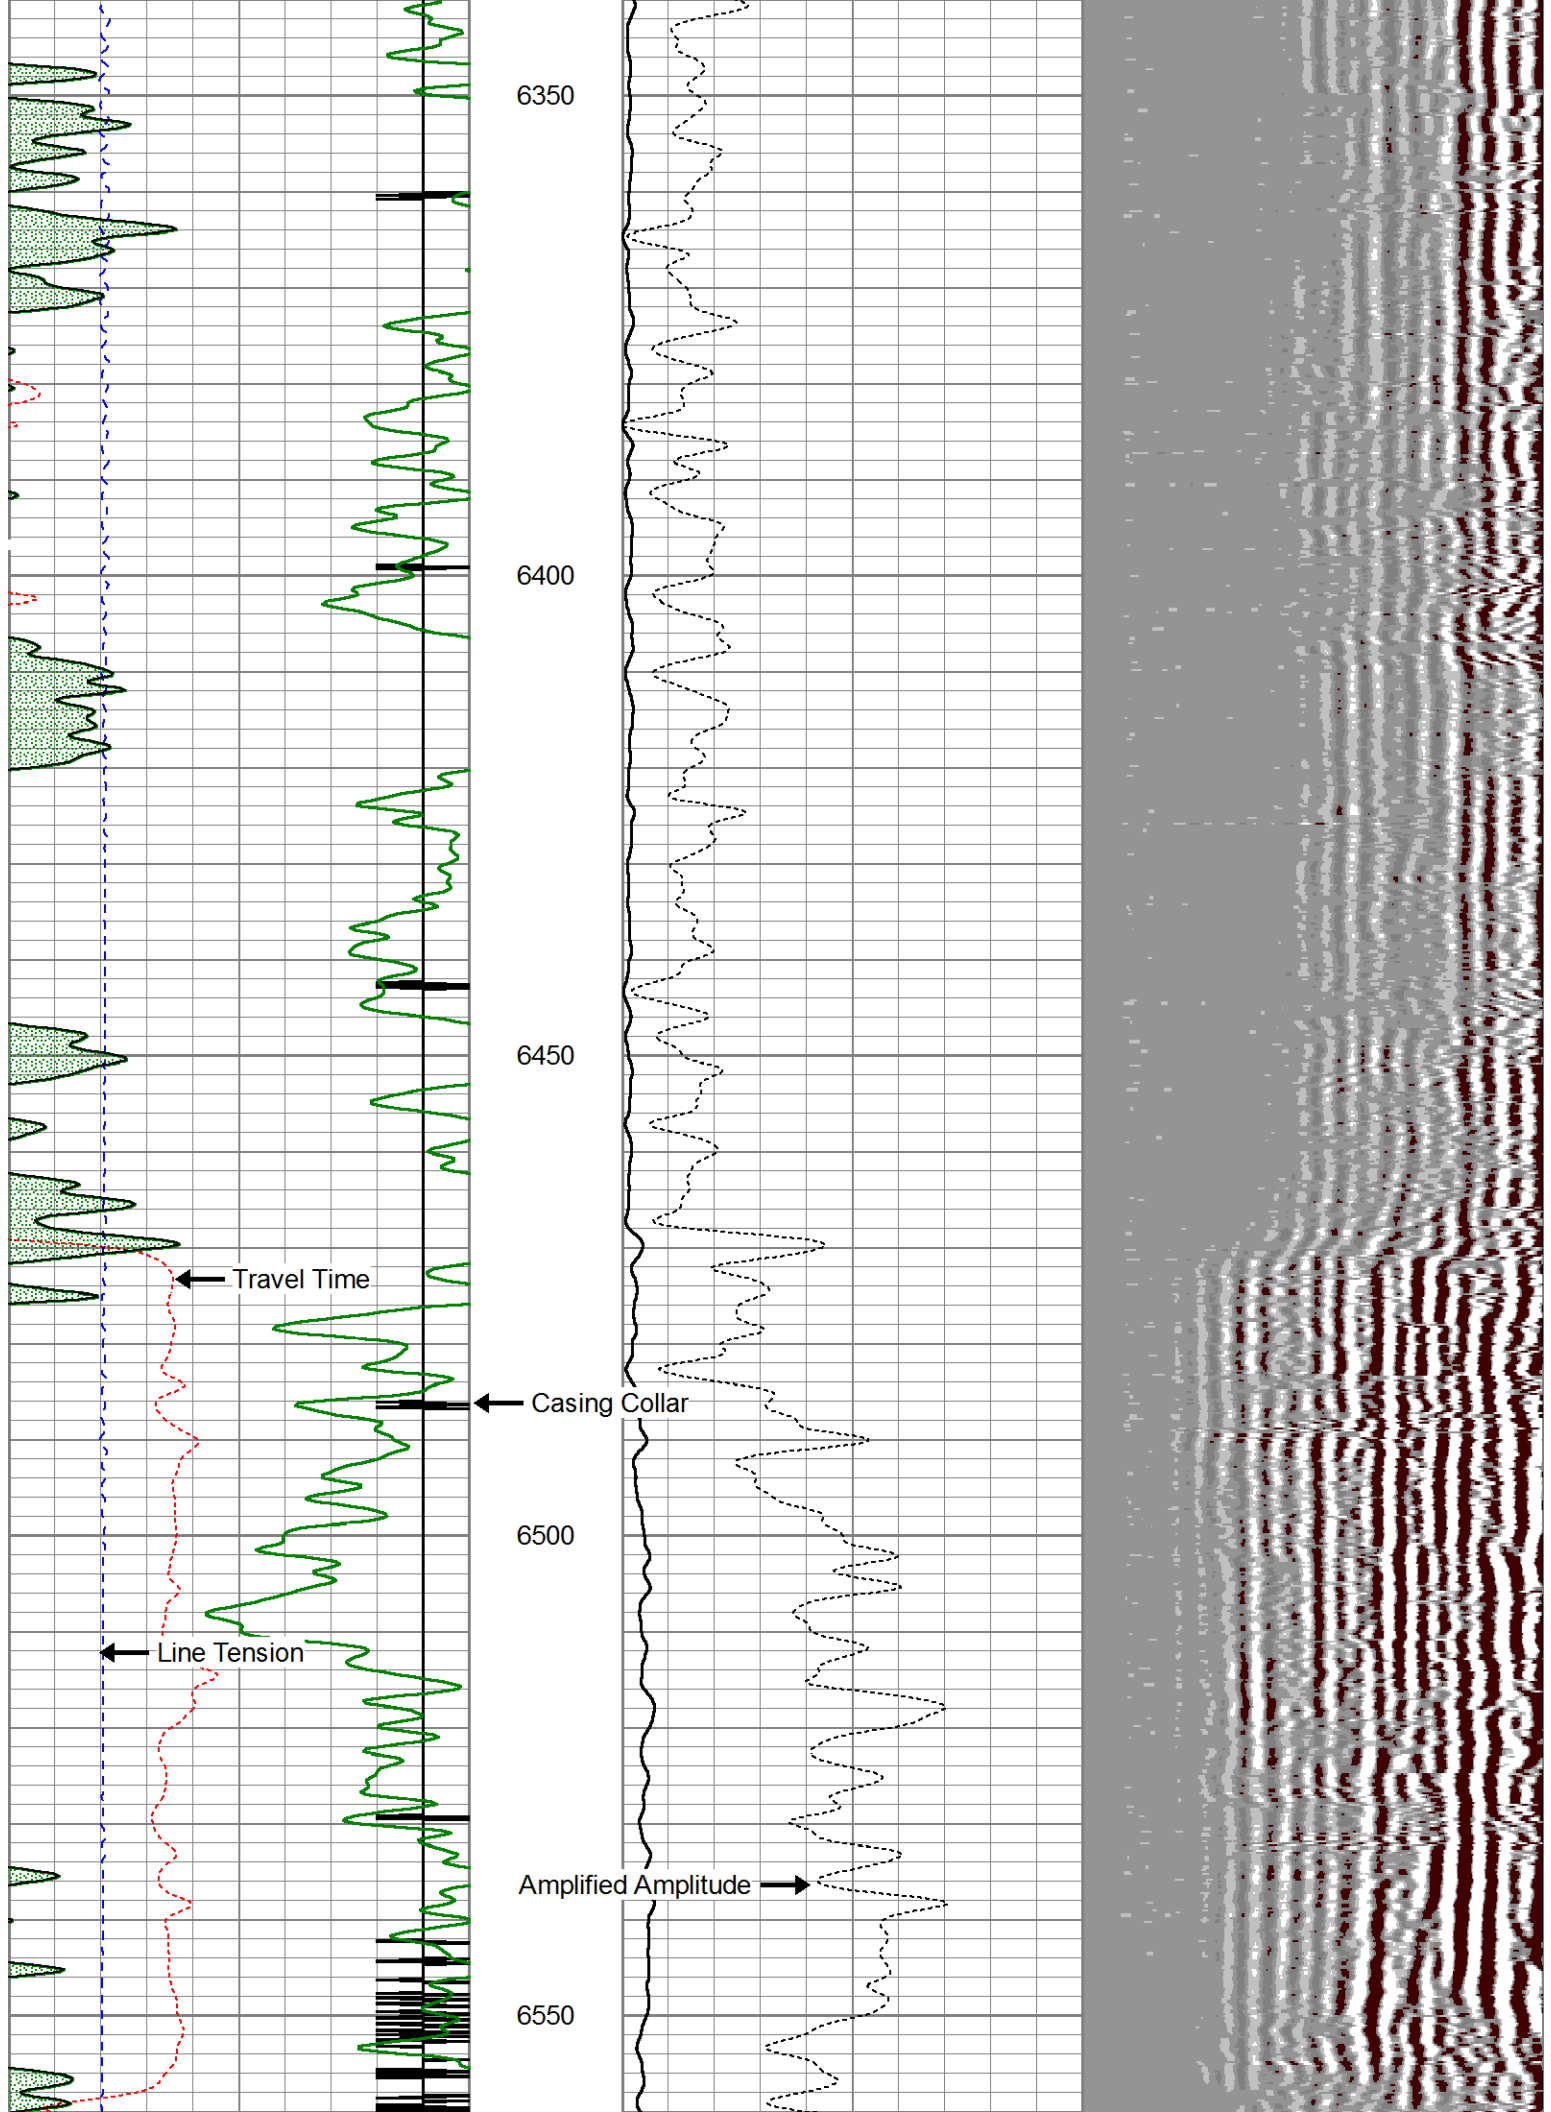 6350
6400
6450
Travel Time
Casing Collar
6500
Line Tension
Amplified Amplitude
6550